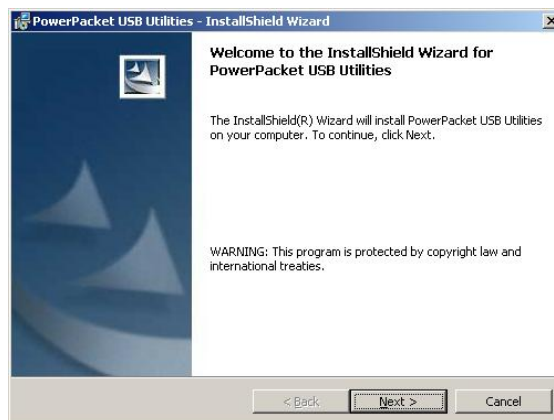 PowerPacket USB Utilities - InstallShield Wizard
Welcome to the InstallShield Wizard for
PowerPacket USB Utilities
The InstallShield(R) Wizard will install PowerPacket USB Utilities
on your computer. To continue, click Next.
WARNING: This program is protected by copyright law and
international treaties.
< Back
Next >
Cancel